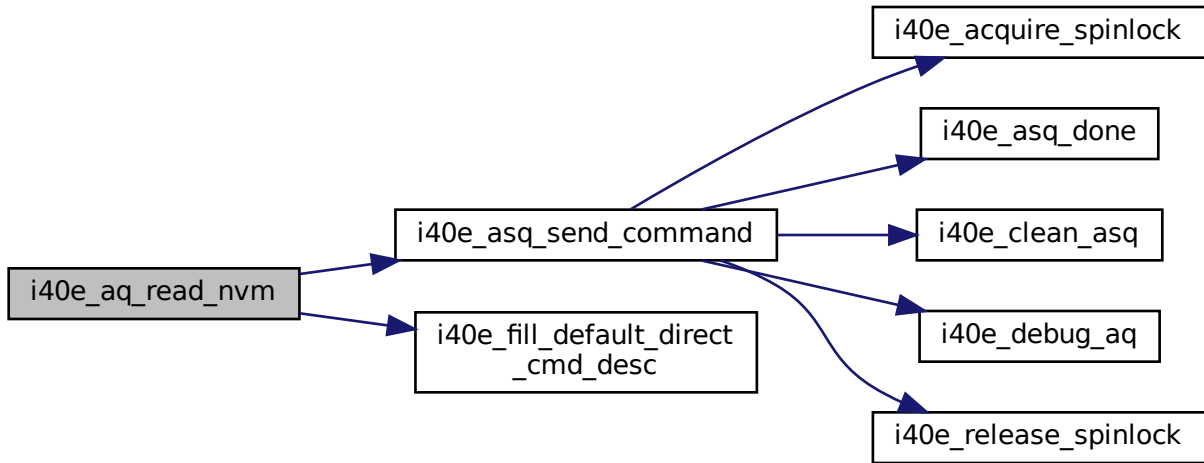 i40e_aq_read_nvm
i40e_asq_send_command
i40e_fill_default_direct
_cmd_desc
i40e_acquire_spinlock
i40e_asq_done
i40e_clean_asq
i40e_debug_aq
i40e_release_spinlock